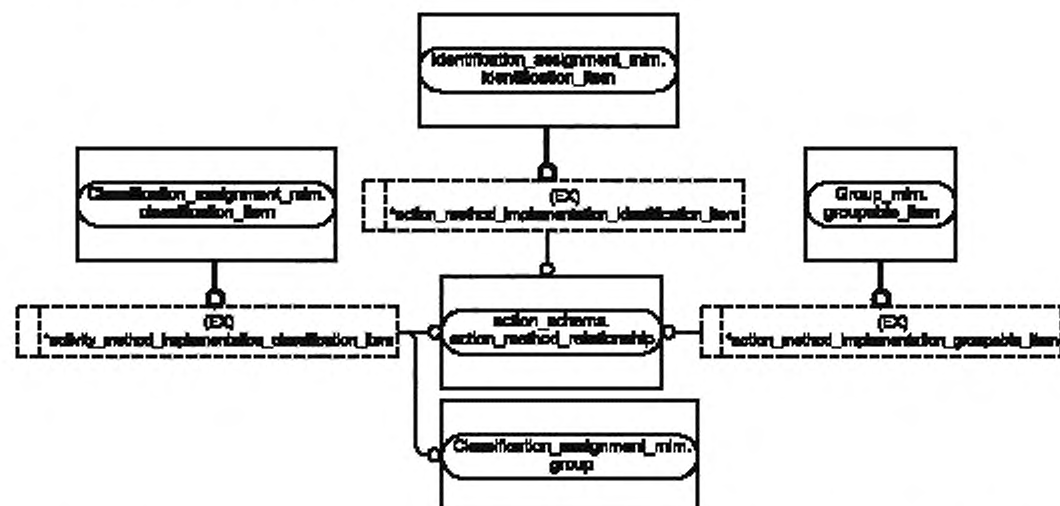 Identification_assignment_mim.
identification_item
Classification_assignment_mim.
classification_item
(EX)
*action_method_implementation_identification_item
Group_mim.
groupable_item
(EX)
*activity_method_implementation_classification_item
action_schema.
action_method_relationship
(EX)
*action_method_implementation_groupable_item
Classification_assignment_mim.
group